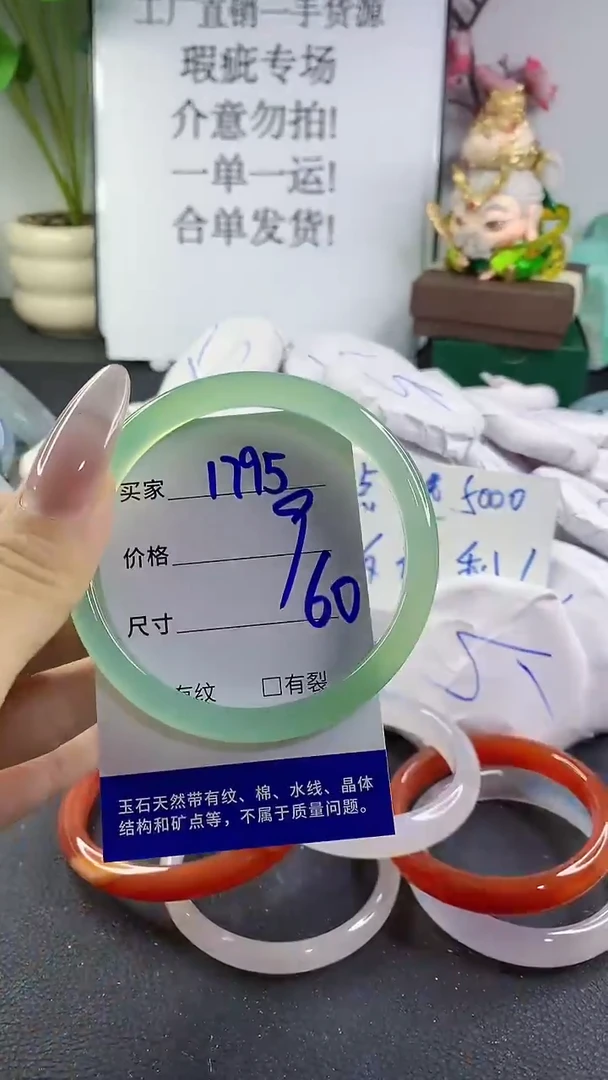 工厂直销一手货源
瑕疵专场
介意勿拍!
一单一运!
合单发货!
买家 1795
价格
尺寸 60
有纹 □有裂
玉石天然带有纹、棉、水线、晶体
结构和矿点等，不属于质量问题。
5000